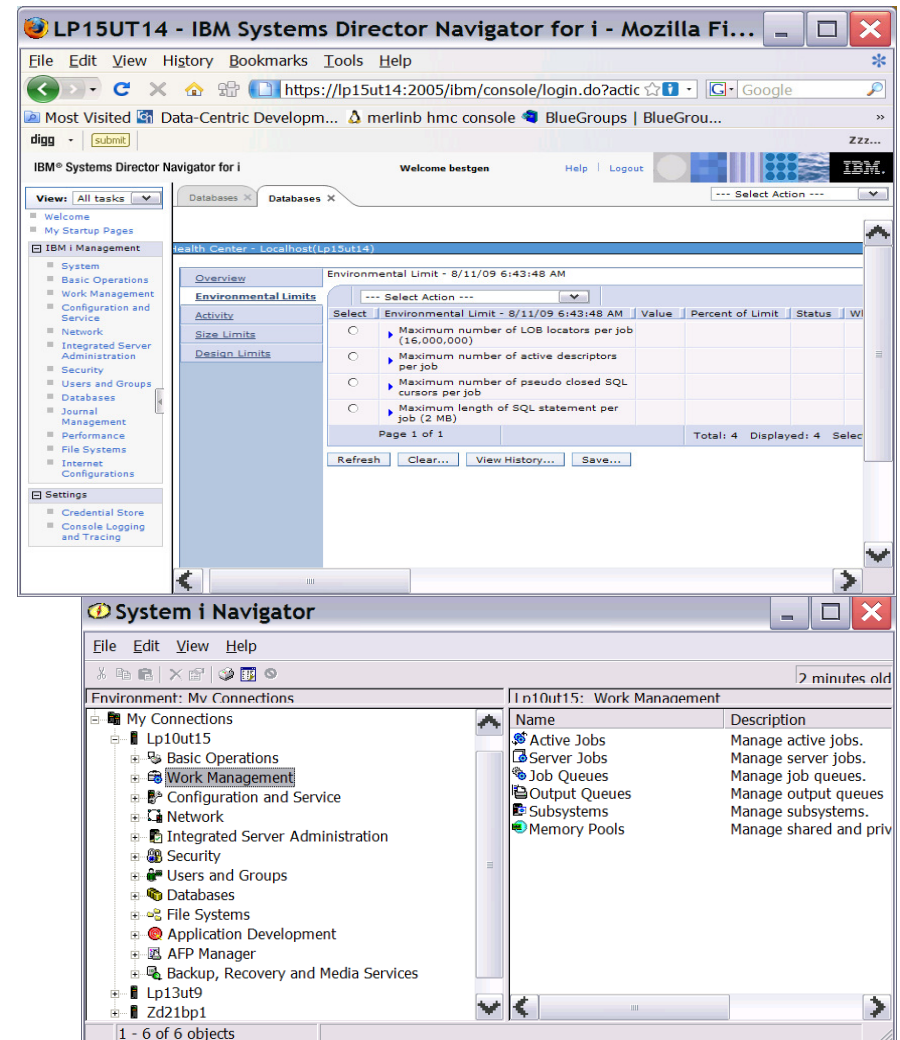 LP15UT14 - IBM Systems Director Navigator for i - Mozilla Fi...
File Edit View History Bookmarks Tools Help
https://lp15ut14:2005/ibm/console/login.do?actic
G Google
Most Visited Data-Centric Developm... merlinb hmc console BlueGroups | BlueGrou... »
digg submit Zzz...
IBM® Systems Director Navigator for i Welcome bestgen Help Logout IBM.
View: All tasks
Databases Databases
--- Select Action ---
Welcome
My Startup Pages
IBM i Management
System
Basic Operations
Work Management
Configuration and
Service
Network
Integrated Server
Administration
Security
Users and Groups
Databases
Journal
Management
Performance
File Systems
Internet
Configurations
Settings
Credential Store
Console Logging
and Tracing
Health Center - Localhost(Lp15ut14)
Overview
Environmental Limits
Activity
Size Limits
Design Limits
Environmental Limit - 8/11/09 6:43:48 AM
--- Select Action ---
Select Environmental Limit - 8/11/09 6:43:48 AM Value Percent of Limit Status
Maximum number of LOB locators per job
(16,000,000)
Maximum number of active descriptors
per job
Maximum number of pseudo closed SQL
cursors per job
Maximum length of SQL statement per
job (2 MB)
Page 1 of 1 Total: 4 Displayed: 4 Selec
Refresh Clear... View History... Save...
System i Navigator
File Edit View Help
2 minutes old
Environment: My Connections
Lp10ut15: Work Management
My Connections
Lp10ut15
Basic Operations
Work Management
Configuration and Service
Network
Integrated Server Administration
Security
Users and Groups
Databases
File Systems
Application Development
AFP Manager
Backup, Recovery and Media Services
Lp13ut9
Zd21bp1
Name Description
Active Jobs Manage active jobs.
Server Jobs Manage server jobs.
Job Queues Manage job queues.
Output Queues Manage output queues
Subsystems Manage subsystems.
Memory Pools Manage shared and priv
1 - 6 of 6 objects